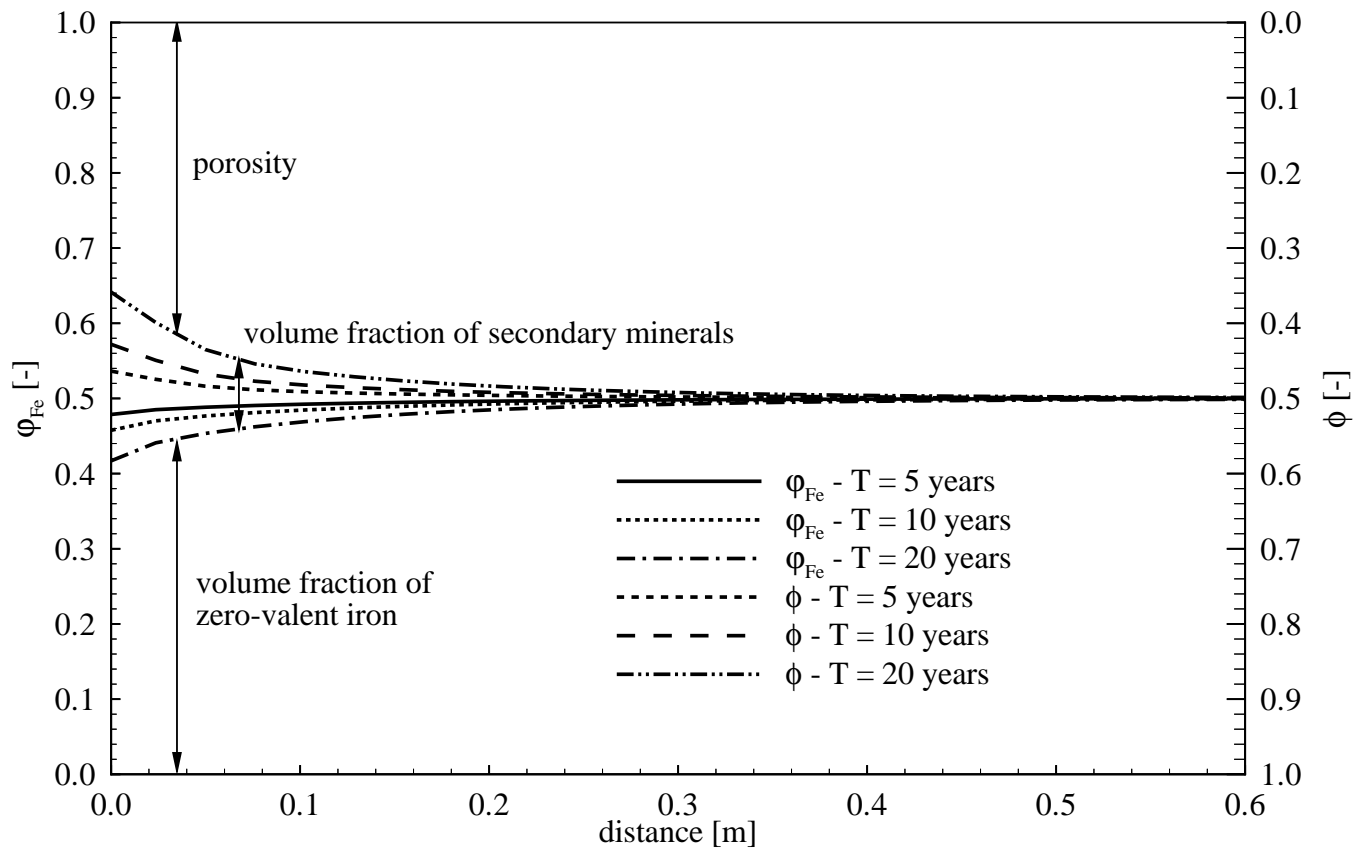 1.0
0.9
0.8
0.7
0.6
0.5
0.4
0.3
0.2
0.1
0.0
φFe [-]
0.0
0.1
0.2
0.3
0.4
0.5
0.6
0.7
0.8
0.9
1.0
ϕ [-]
porosity
volume fraction of secondary minerals
volume fraction of
zero-valent iron
φFe - T = 5 years
φFe - T = 10 years
φFe - T = 20 years
ϕ - T = 5 years
ϕ - T = 10 years
ϕ - T = 20 years
0.0 0.1 0.2 0.3 0.4 0.5 0.6
distance [m]